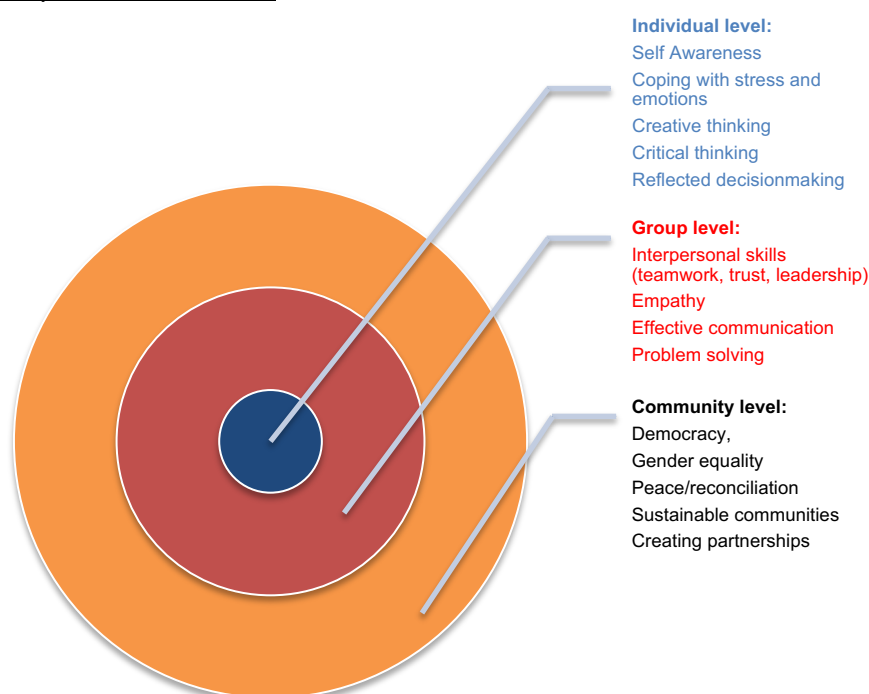 Individual level:
Self Awareness
Coping with stress and
emotions
Creative thinking
Critical thinking
Reflected decisionmaking
Group level:
Interpersonal skills
(teamwork, trust, leadership)
Empathy
Effective communication
Problem solving
Community level:
Democracy,
Gender equality
Peace/reconciliation
Sustainable communities
Creating partnerships